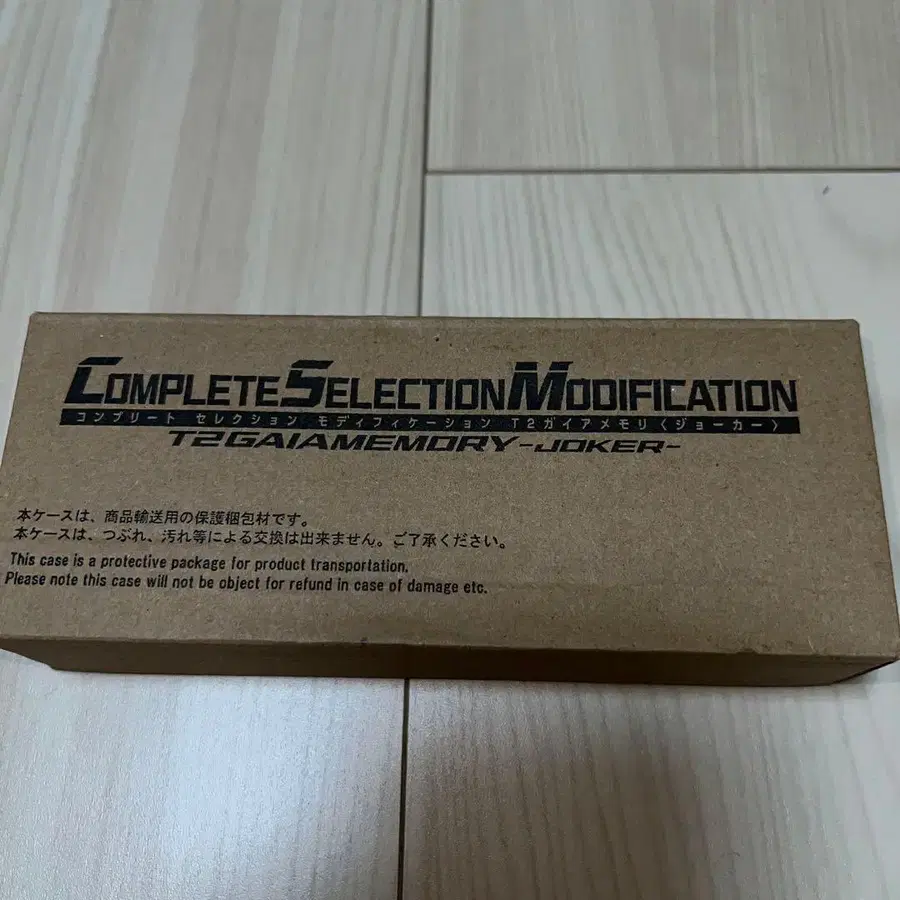 COMPLETE SELECTION MODIFICATION
コンプリート セレクション モディフィケーション T2ガイアメモリ〈ジョーカー〉
T2GAIAMEMORY-JOKER-
本ケースは、商品輸送用の保護梱包材です。
本ケースは、つぶれ、汚れ等による交換は出来ません。ご了承ください。
This case is a protective package for product transportation.
Please note this case will not be object for refund in case of damage etc.